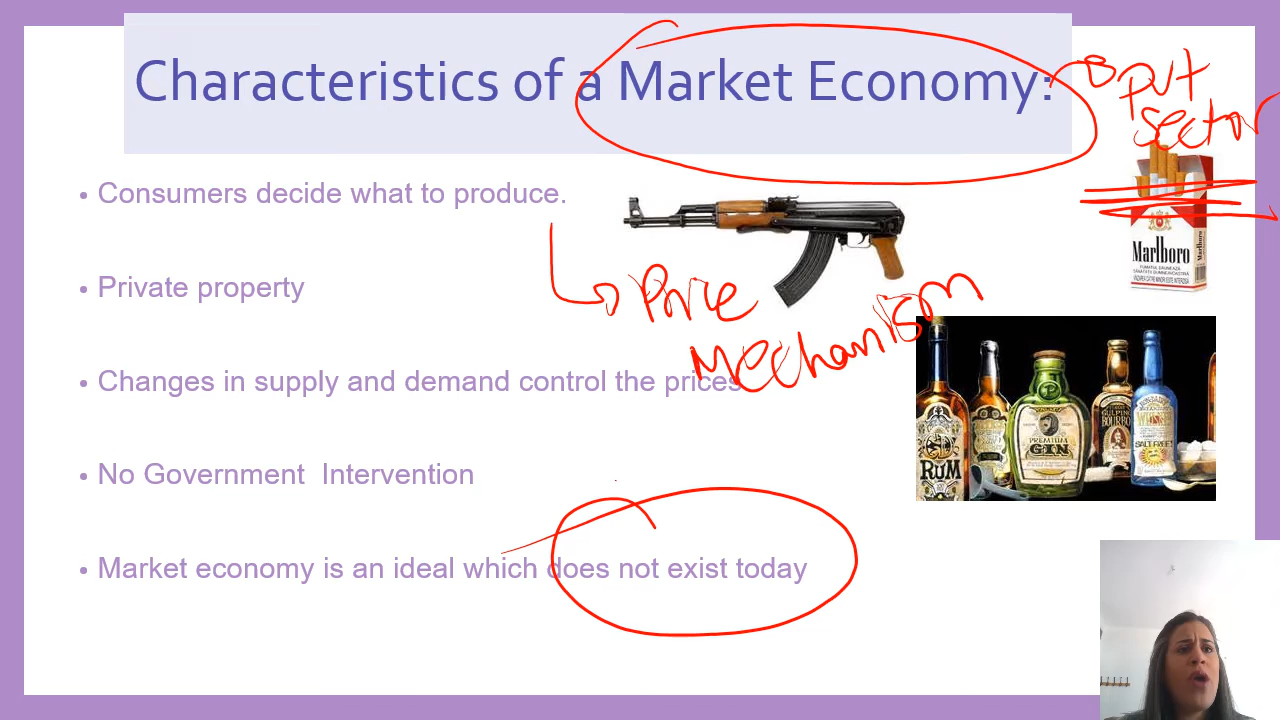 Characteristics of a Market Economy:
put
sector
• Consumers decide what to produce.
Marlboro
• Private property
Price
Mechanism
• Changes in supply and demand control the prices
PREMIUM
GIN
RUM
• No Government  Intervention
• Market economy is an ideal which does not exist today